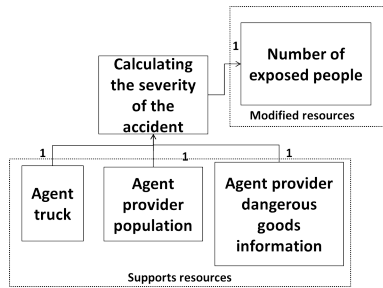 1
Number of
exposed people
Modified resources
Calculating
the severity
of the
accident
1
1
1
Agent
truck
Agent
provider
population
Agent provider
dangerous
goods
information
Supports resources